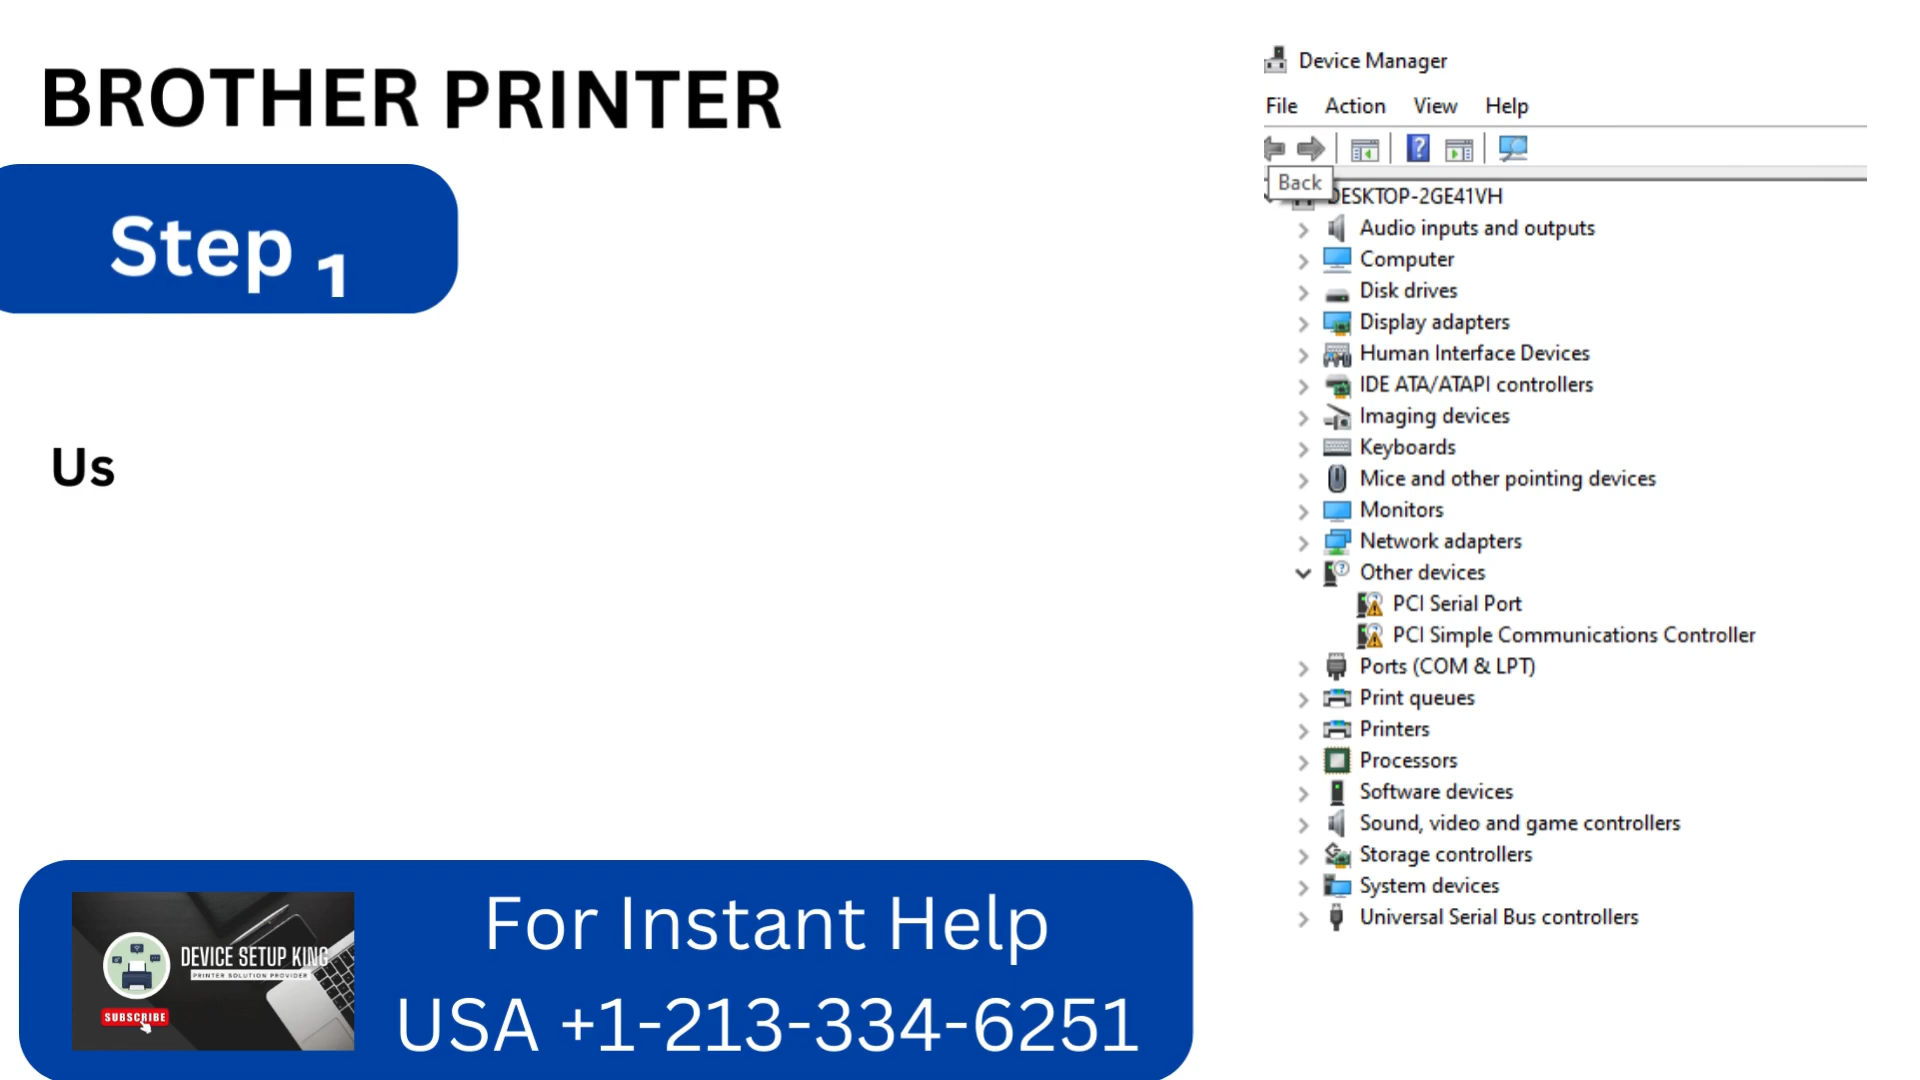 BROTHER PRINTER
Step 1
Us
For Instant Help
USA +1-213-334-6251
DEVICE SETUP KING
PRINTER SOLUTION PROVIDER
SUBSCRIBE
Device Manager
File Action View Help
Back
DESKTOP-2GE41VH
Audio inputs and outputs
Computer
Disk drives
Display adapters
Human Interface Devices
IDE ATA/ATAPI controllers
Imaging devices
Keyboards
Mice and other pointing devices
Monitors
Network adapters
Other devices
PCI Serial Port
PCI Simple Communications Controller
Ports (COM & LPT)
Print queues
Printers
Processors
Software devices
Sound, video and game controllers
Storage controllers
System devices
Universal Serial Bus controllers